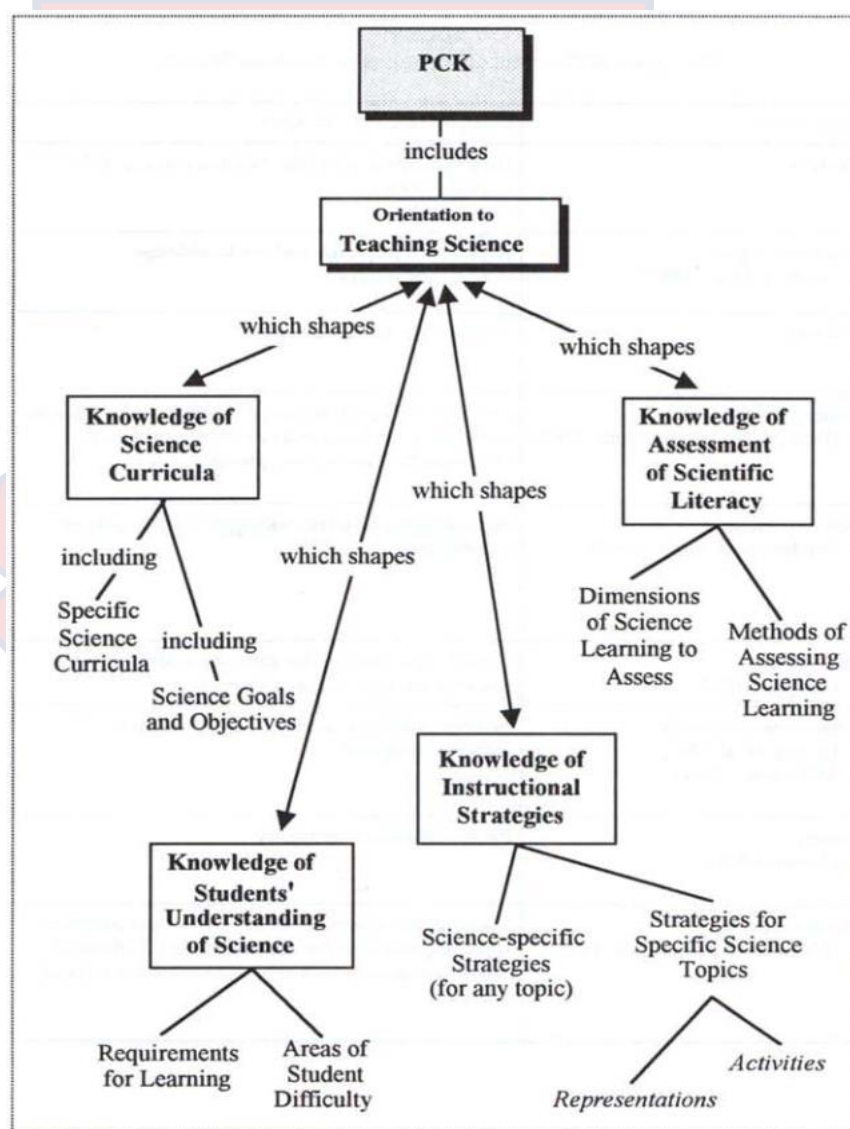 PCK
includes
Orientation to
Teaching Science
which shapes
which shapes
Knowledge of
Science
Curricula
Knowledge of
Assessment
of Scientific
Literacy
which shapes
which shapes
including
Specific
Science
Curricula
including
Science Goals
and Objectives
Dimensions
of Science
Learning to
Assess
Methods of
Assessing
Science
Learning
Knowledge of
Instructional
Strategies
Knowledge of
Students'
Understanding
of Science
Science-specific
Strategies
(for any topic)
Strategies for
Specific Science
Topics
Requirements
for Learning
Areas of
Student
Difficulty
Representations
Activities